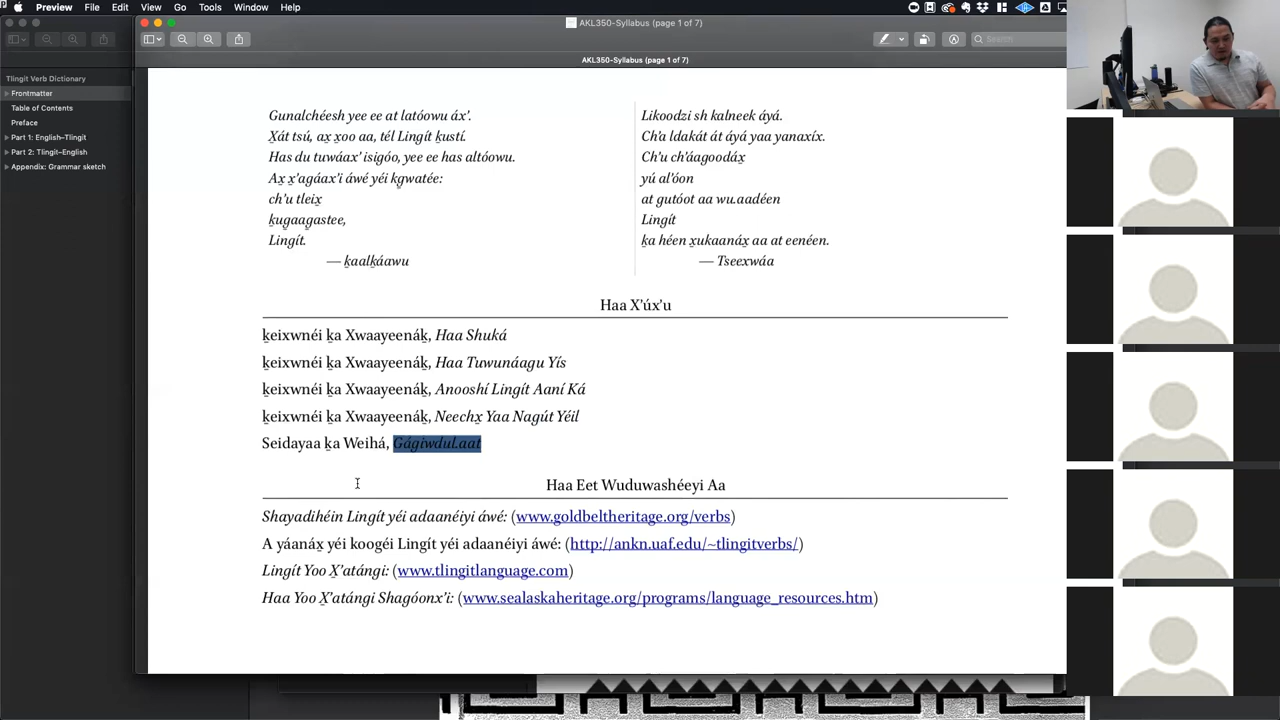 Preview File Edit View Go Tools Window Help
AKL350-Syllabus (page 1 of 7)
Search
AKL350-Syllabus (page 1 of 7)
Tlingit Verb Dictionary
Frontmatter
Table of Contents
Preface
Part 1: English–Tlingit
Part 2: Tlingit–English
Appendix: Grammar sketch
Gunalchéesh yee ee at latóowu áx̱’.
X̱át tsú, ax̱ x̱oo aa, tél Lingít ḵustí.
Has du tuwáax’ isigóo, yee ee has altóowu.
Ax̱ x̱’agáax’i áwé yéi kg̱watée:
ch’u tleix̱
ḵug̱aag̱astee,
Lingít.
— ḵaalḵáawu
Likoodzi sh kalneek áyá.
Ch’a ldakát át áyá yaa yanaxíx.
Ch’u ch’áagoodáx̱
yú al’óon
at gutóot aa wu.aadéen
Lingít
ḵa héen x̱ukaanáx̱ aa at eenéen.
— Tseexwáa
Haa X’úx’u
ḵeixwnéi ḵa Xwaayeenáḵ, Haa Shuká
ḵeixwnéi ḵa Xwaayeenáḵ, Haa Tuwunáagu Yís
ḵeixwnéi ḵa Xwaayeenáḵ, Anooshí Lingít Aaní Ká
ḵeixwnéi ḵa Xwaayeenáḵ, Neechx̱ Yaa Nagút Yéil
Seidayaa ḵa Weihá, Gágiwdul.aat
Haa Eet Wuduwashéeyi Aa
Shayadihéin Lingít yéi adaanéiyi áwé: (www.goldbeltheritage.org/verbs)
A yáanáx̱ yéi koogéi Lingít yéi adaanéiyi áwé: (http://ankn.uaf.edu/~tlingitverbs/)
Lingít Yoo X̱’atángi: (www.tlingitlanguage.com)
Haa Yoo X̱’atángi Shagóonx’i: (www.sealaskaheritage.org/programs/language_resources.htm)